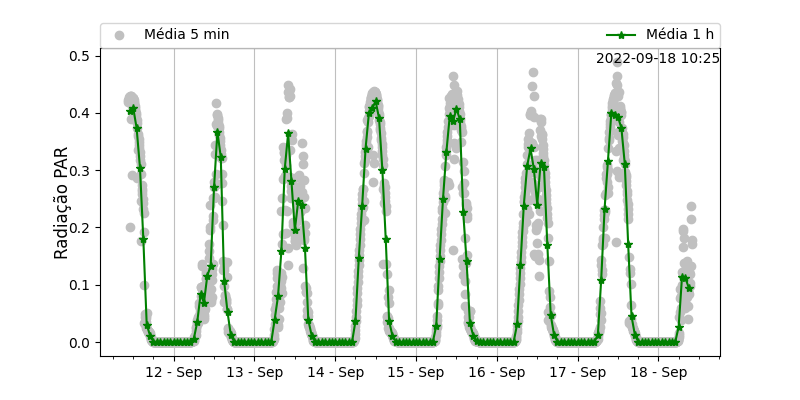 Média 5 min
Média 1 h
2022-09-18 10:25
Radiação PAR
0.5
0.4
0.3
0.2
0.1
0.0
12 - Sep
13 - Sep
14 - Sep
15 - Sep
16 - Sep
17 - Sep
18 - Sep